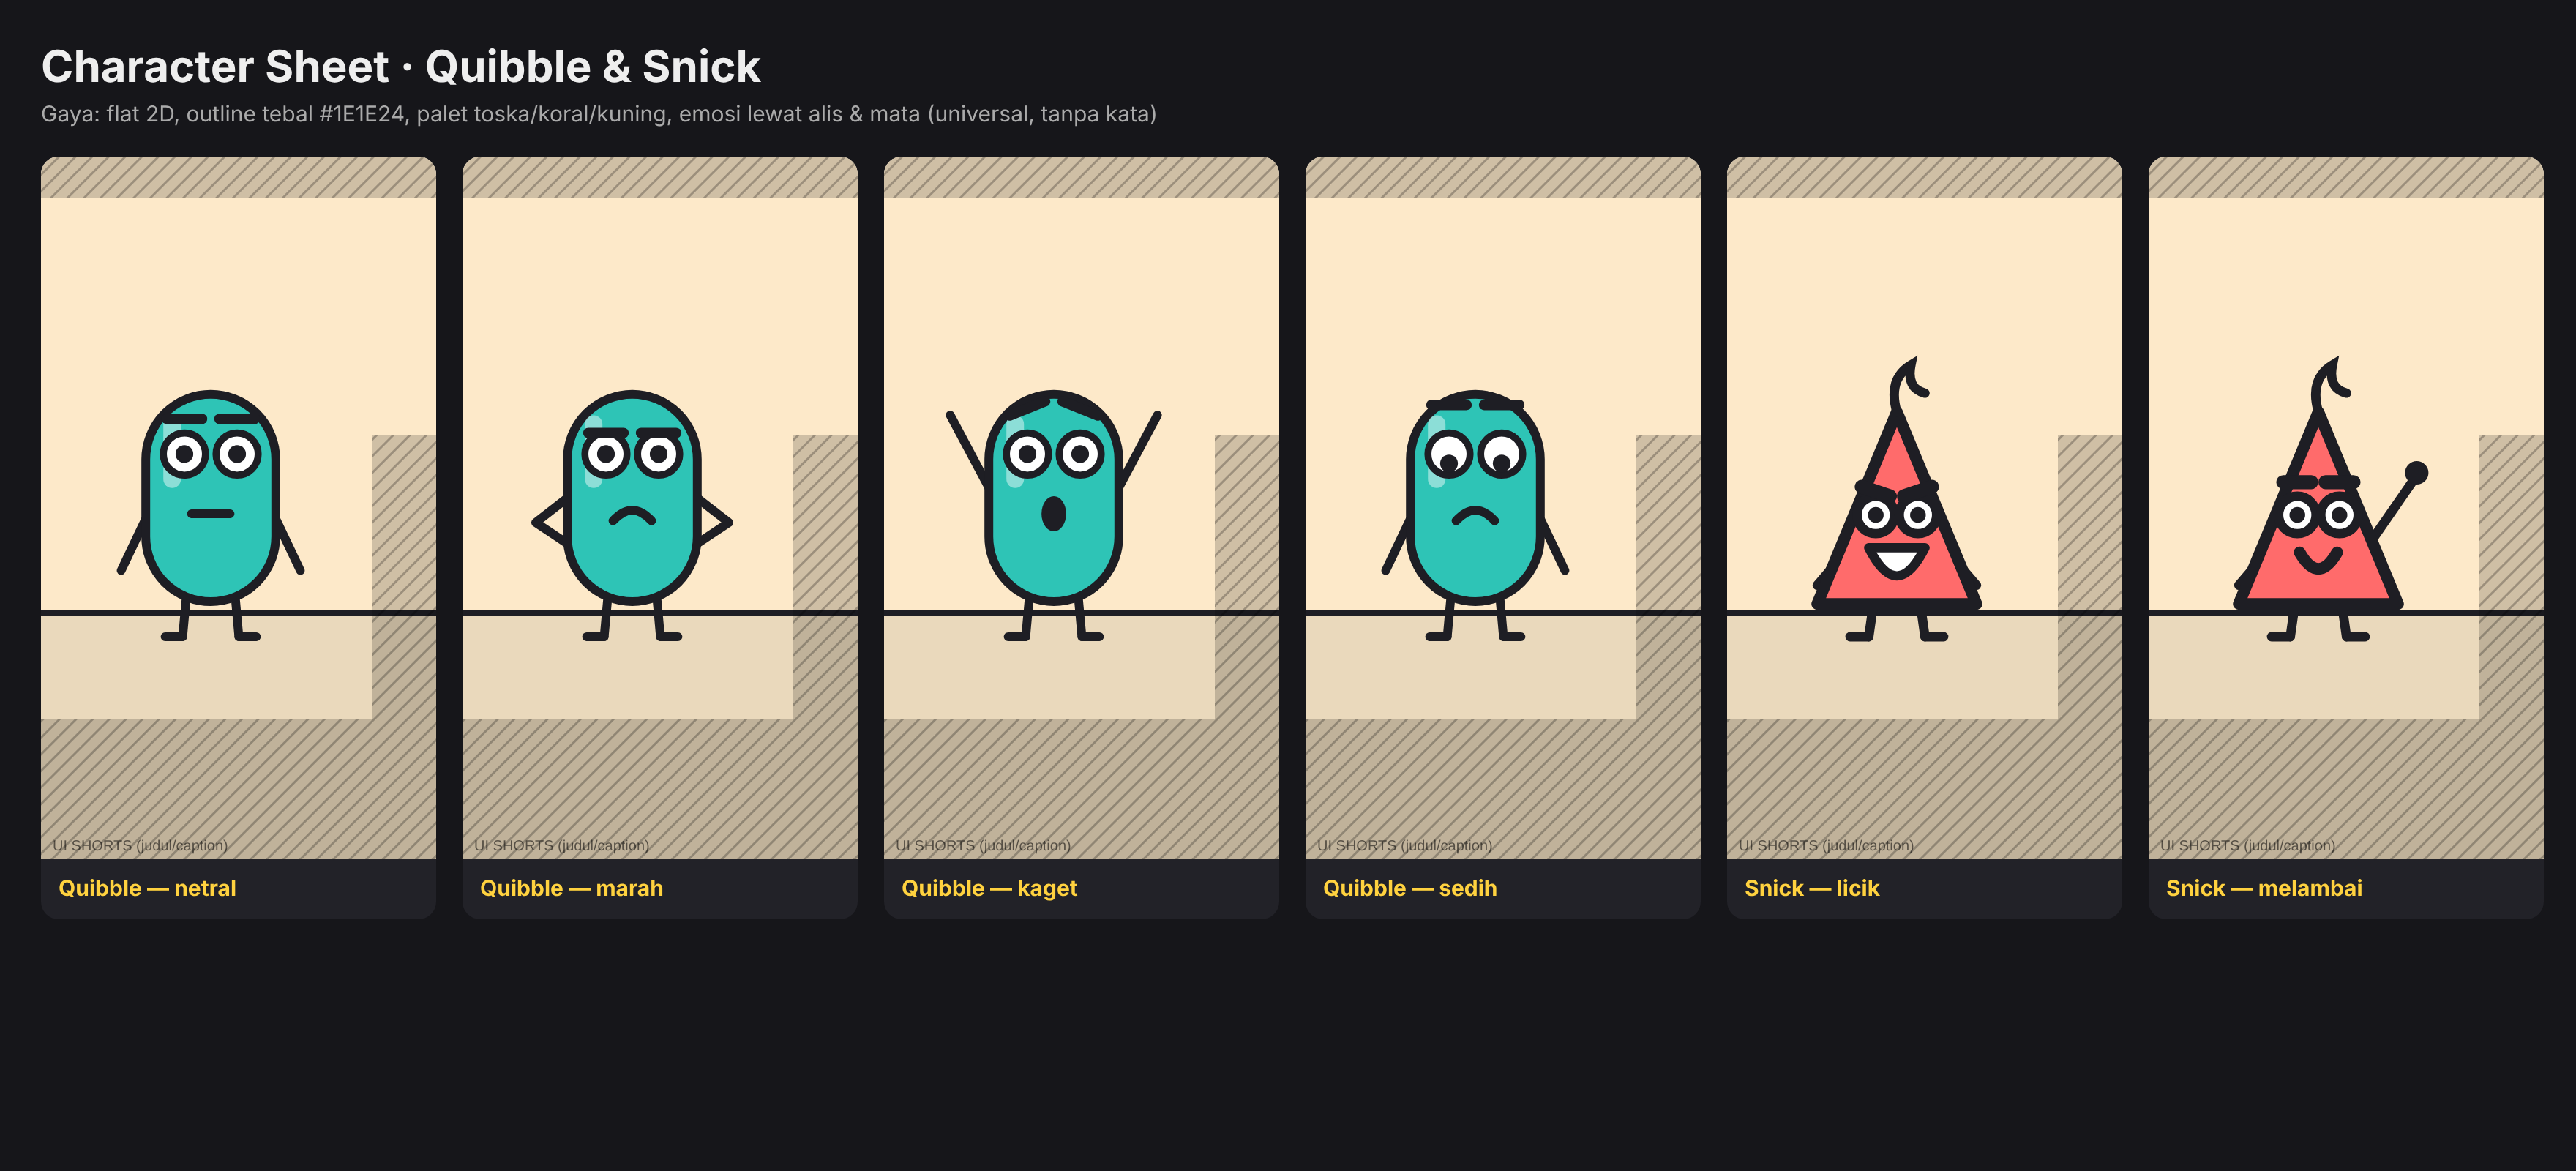 Character Sheet · Quibble & Snick
Gaya: flat 2D, outline tebal #1E1E24, palet toska/koral/kuning, emosi lewat alis & mata (universal, tanpa kata)
UI SHORTS (judul/caption)
UI SHORTS (judul/caption)
UI SHORTS (judul/caption)
UI SHORTS (judul/caption)
UI SHORTS (judul/caption)
UI SHORTS (judul/caption)
Quibble — netral
Quibble — marah
Quibble — kaget
Quibble — sedih
Snick — licik
Snick — melambai